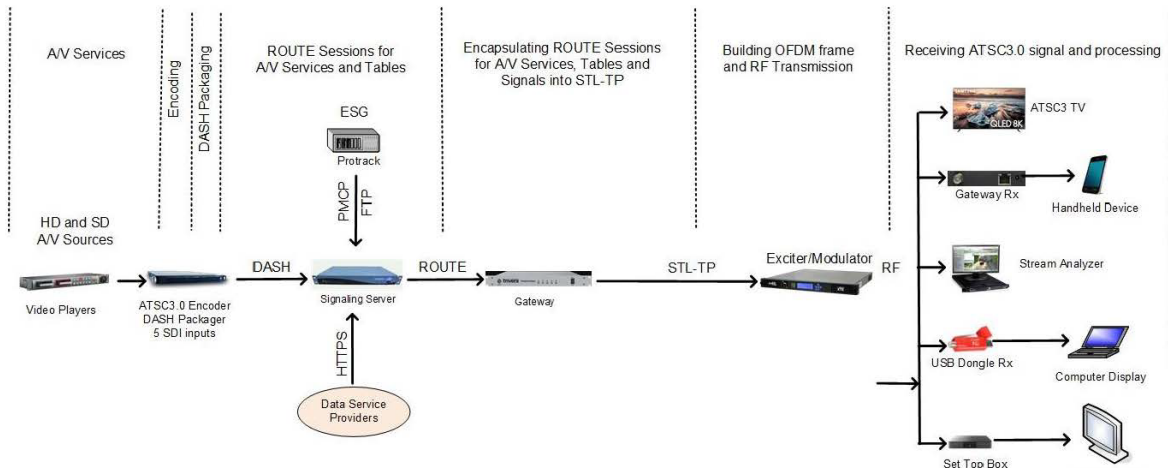 A/V Services
Encoding
DASH Packaging
ROUTE Sessions for
A/V Services and Tables
Encapsulating ROUTE Sessions
for A/V Services, Tables and
Signals into STL-TP
Building OFDM frame
and RF Transmission
Receiving ATSC3.0 signal and processing
ESG
Protrack
PMCP
FTP
HD and SD
A/V Sources
Video Players
ATSC3.0 Encoder
DASH Packager
5 SDI inputs
DASH
Signaling Server
HTTPS
Data Service
Providers
ROUTE
Gateway
STL-TP
Exciter/Modulator
RF
QLED 8K
ATSC3 TV
Gateway Rx
Handheld Device
Stream Analyzer
USB Dongle Rx
Computer Display
Set Top Box